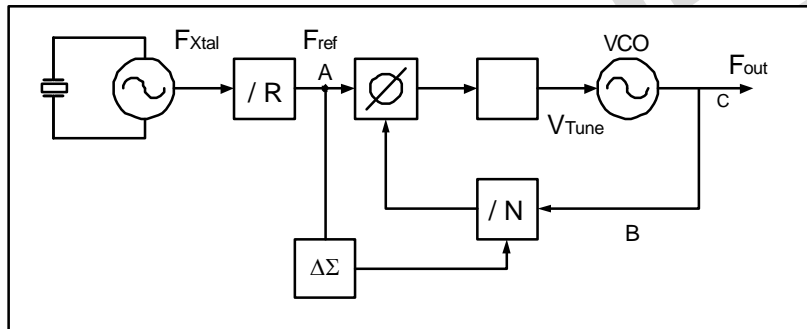 FXtal
/ R
Fref
A
Ø
VTune
VCO
Fout
C
/ N
B
ΔΣ